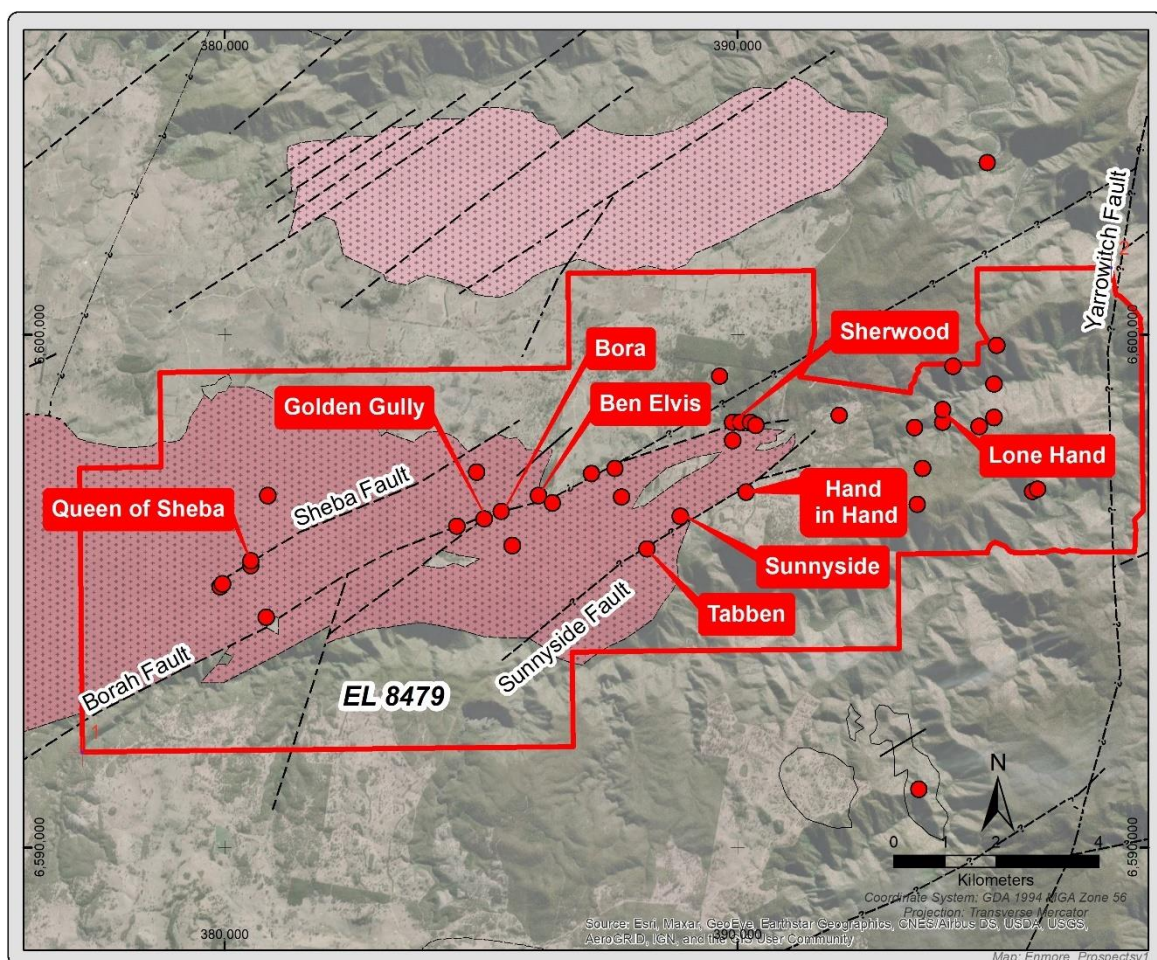 380,000
390,000
Yarrowitch Fault
2
6,600,000
6,600,000
Sherwood
Bora
Golden Gully
Ben Elvis
Lone Hand
Queen of Sheba
Sheba Fault
Hand
in Hand
Sunnyside
Tabben
Sunnyside Fault
Borah Fault
EL 8479
1
N
0 1 2 4
Kilometers
6,590,000
6,590,000
Coordinate System: GDA 1994 MGA Zone 56
Projection: Transverse Mercator
Source: Esri, Maxar, GeoEye, Earthstar Geographics, CNES/Airbus DS, USDA, USGS,
AeroGRID, IGN, and the GIS User Community
380,000
390,000
Map: Enmore_Prospectsv1